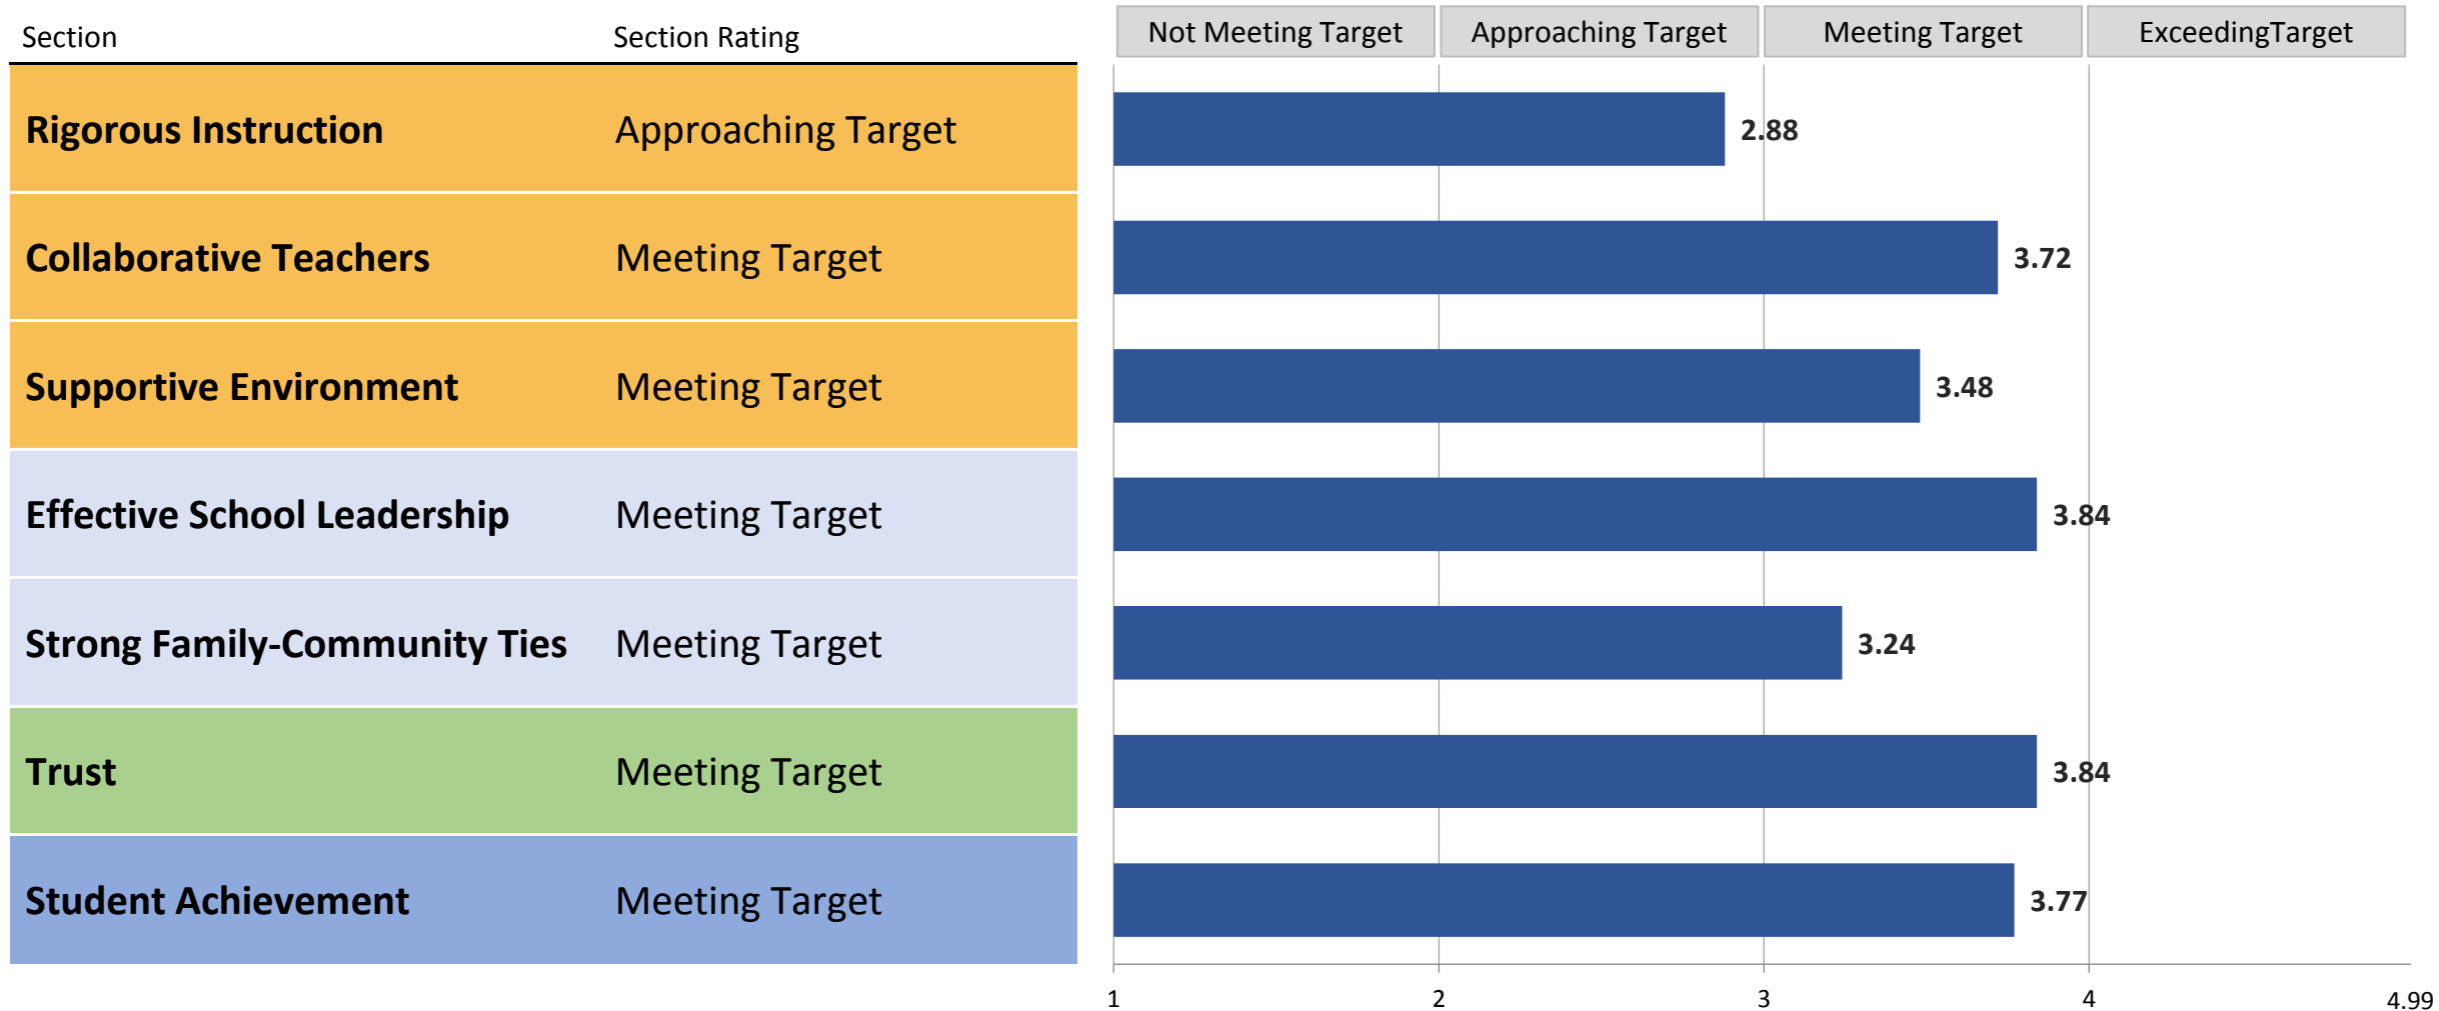 Section Section Rating Not Meeting Target Approaching Target Meeting Target ExceedingTarget
Rigorous Instruction Approaching Target 2.88
Collaborative Teachers Meeting Target 3.72
Supportive Environment Meeting Target 3.48
Effective School Leadership Meeting Target 3.84
Strong Family-Community Ties Meeting Target 3.24
Trust Meeting Target 3.84
Student Achievement Meeting Target 3.77
1 2 3 4 4.99